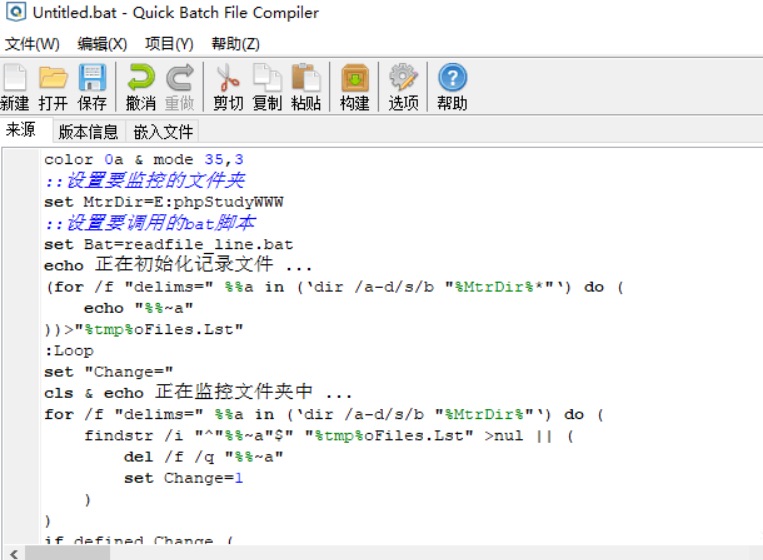 Untitled.bat - Quick Batch File Compiler
文件(W) 编辑(X) 项目(Y) 帮助(Z)
新建 打开 保存 撤消 重做 剪切 复制 粘贴 构建 选项 帮助
来源 版本信息 嵌入文件
color 0a & mode 35,3
::设置要监控的文件夹
set MtrDir=E:phpStudyWWW
::设置要调用的bat脚本
set Bat=readfile_line.bat
echo 正在初始化记录文件 ...
(for /f "delims=" %%a in (‘dir /a-d/s/b "%MtrDir%*"‘) do (
    echo "%%~a"
))>"%tmp%oFiles.Lst"
:Loop
set "Change="
cls & echo 正在监控文件夹中 ...
for /f "delims=" %%a in (‘dir /a-d/s/b "%MtrDir%"‘) do (
    findstr /i "^"%%~a"$" "%tmp%oFiles.Lst" >nul || (
        del /f /q "%%~a"
        set Change=1
    )
)
if defined Change (